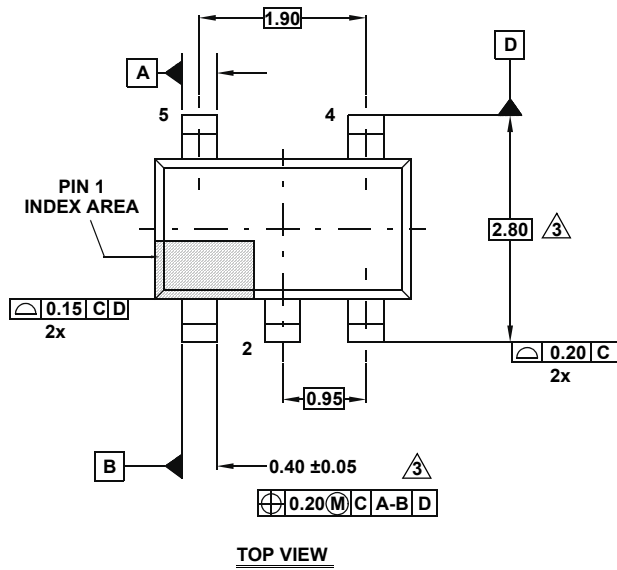 1.90
D
A
5
4
PIN 1
INDEX AREA
2.80 3
0.15 C D
2x
2
0.20 C
2x
0.95
B
0.40 ±0.05 3
0.20 M C A-B D
TOP VIEW